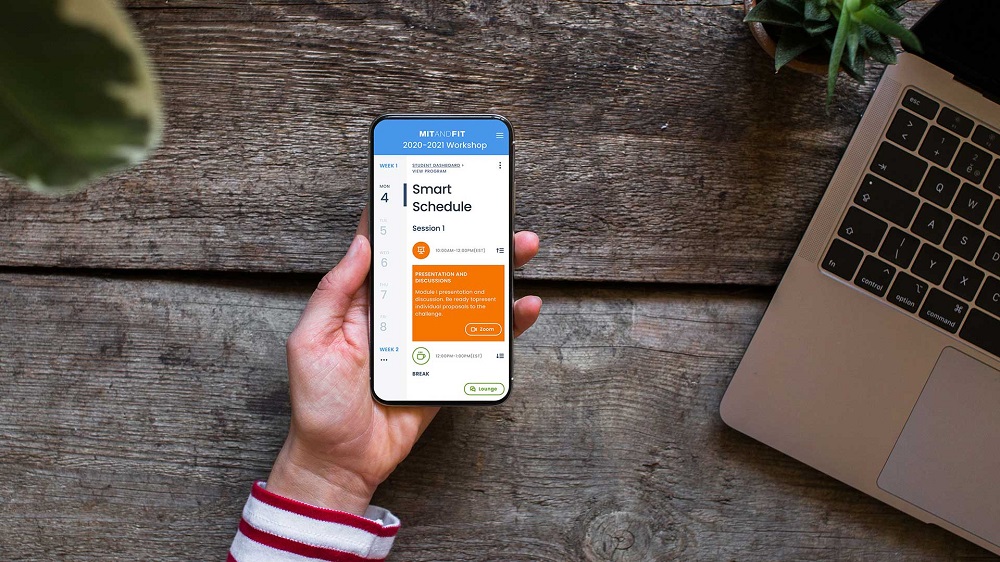 MITANDFIT
2020-2021 Workshop
WEEK 1
STUDENT DASHBOARD >
VIEW PROGRAM
MON
4
Smart
Schedule
Session 1
TUE
5
WED
6
10:00AM-12:00PM(EST)
PRESENTATION AND
DISCUSSIONS
Module I presentation and
discussion. Be ready topresent
individual proposals to the
challenge.
Zoom
THU
7
FRI
8
WEEK 2
12:00PM-1:00PM(EST)
BREAK
Lounge
esc
Q
W
A
S
D
Y
X
fn
control
option
command